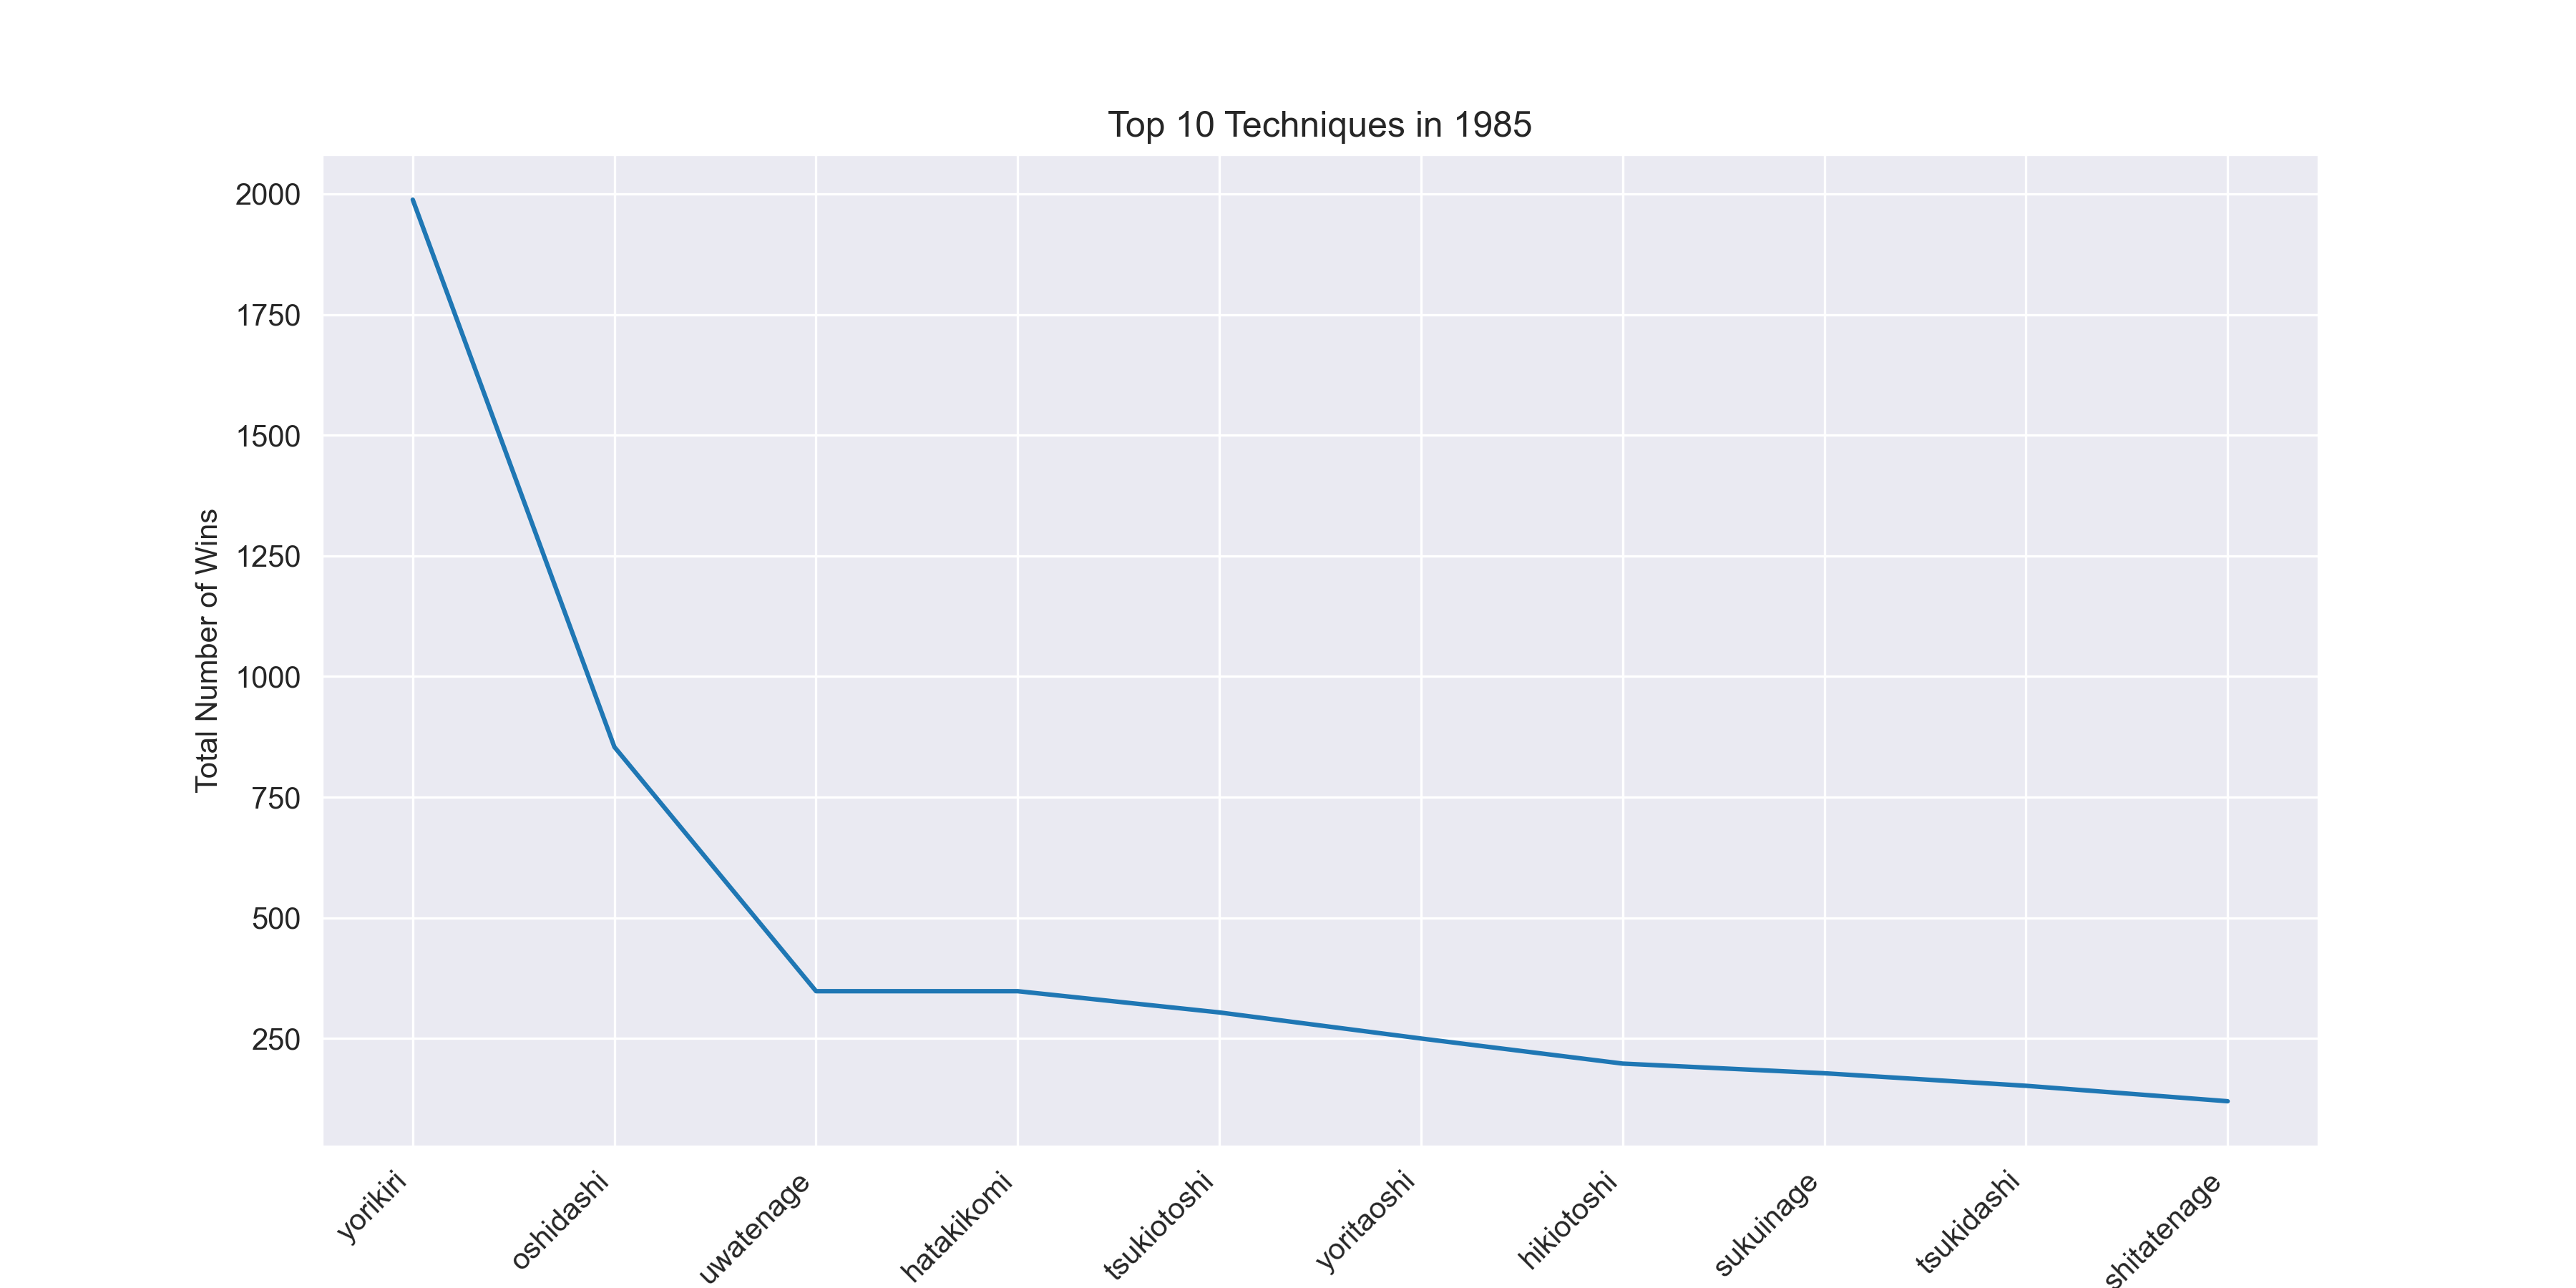 Top 10 Techniques in 1985
Total Number of Wins
2000
1750
1500
1250
1000
750
500
250
yorikiri
oshidashi
uwatenage
hatakikomi
tsukiotoshi
yoritaoshi
hikiotoshi
sukuinage
tsukidashi
shitatenage